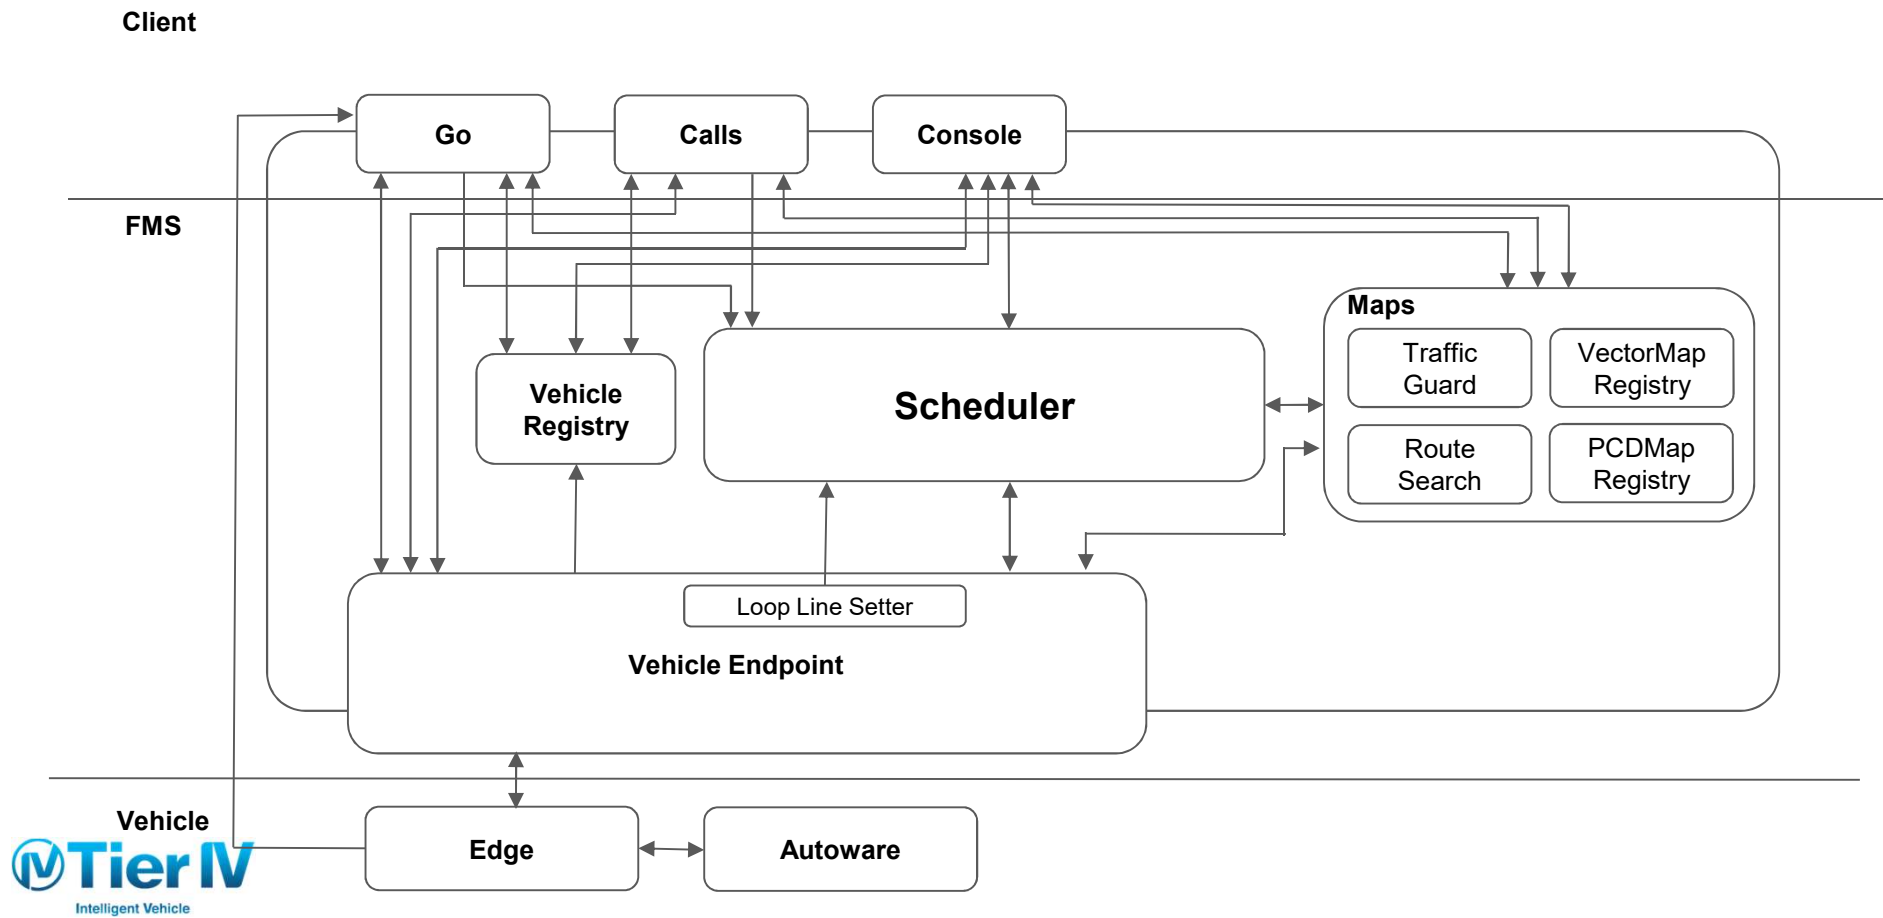 Client
Go
Calls
Console
FMS
Maps
Traffic
Guard
VectorMap
Registry
Vehicle
Registry
Scheduler
Route
Search
PCDMap
Registry
Loop Line Setter
Vehicle Endpoint
Vehicle
Edge
Autoware
IV Tier IV
Intelligent Vehicle